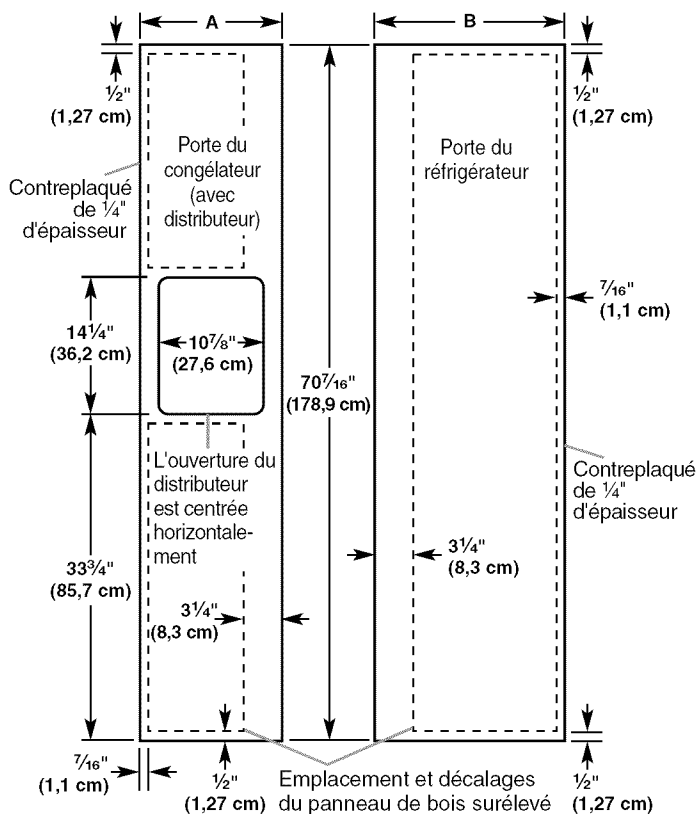 A
B
½"
(1,27 cm)
½"
(1,27 cm)
Porte du
congélateur
(avec
distributeur)
Porte du
réfrigérateur
Contreplaqué
de ¼"
d'épaisseur
7/16"
(1,1 cm)
14¼"
(36,2 cm)
10⅞"
(27,6 cm)
707/16"
(178,9 cm)
L'ouverture du
distributeur
est centrée
horizontale-
ment
Contreplaqué
de ¼"
d'épaisseur
33¾"
(85,7 cm)
3¼"
(8,3 cm)
3¼"
(8,3 cm)
7/16"
(1,1 cm)
½"
(1,27 cm)
Emplacement et décalages
du panneau de bois surélevé
½"
(1,27 cm)